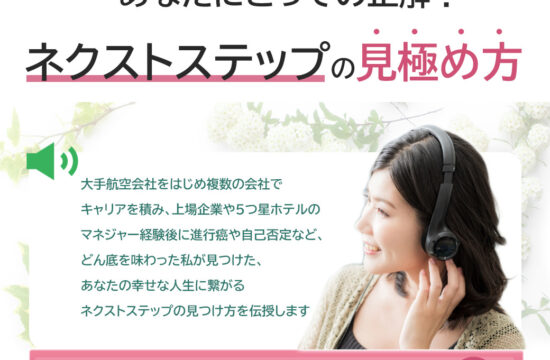 あなたにとっての正解！
ネクストステップの見極め方
大手航空会社をはじめ複数の会社で
キャリアを積み、上場企業や5つ星ホテルの
マネジャー経験後に進行癌や自己否定など、
どん底を味わった私が見つけた、
あなたの幸せな人生に繋がる
ネクストステップの見つけ方を伝授します